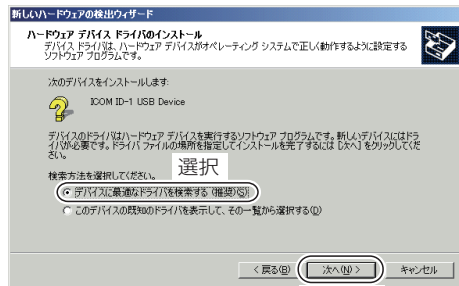 新しいハードウェアの検出ウィザード
ハードウェア デバイス ドライバのインストール
デバイス ドライバは、ハードウェア デバイスがオペレーティング システムで正しく動作するように設定する
ソフトウェア プログラムです。
次のデバイスをインストールします:
ICOM ID-1 USB Device
デバイスのドライバはハードウェア デバイスを実行するソフトウェア プログラムです。新しいデバイスにはドラ
イバが必要です。ドライバ ファイルの場所を指定してインストールを完了するには [次へ] をクリックしてくだ
さい。
選択
検索方法を選択してください。
デバイスに最適なドライバを検索する (推奨)(S)
このデバイスの既知のドライバを表示して、その一覧から選択する(D)
< 戻る(B)
次へ(N) >
キャンセル